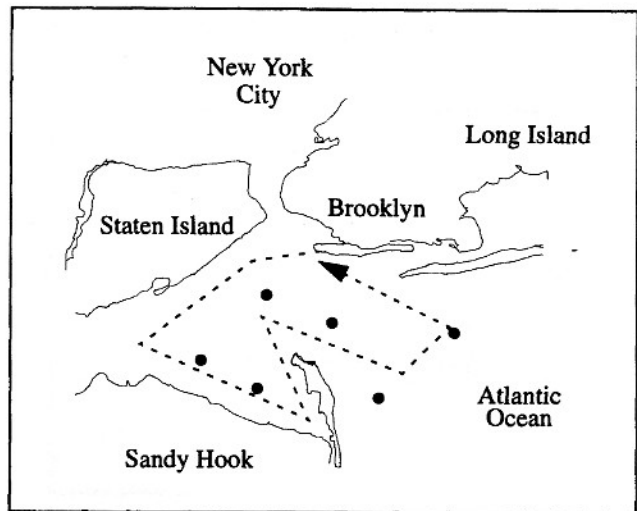 New York
City
Long Island
Brooklyn
Staten Island
Atlantic
Ocean
Sandy Hook